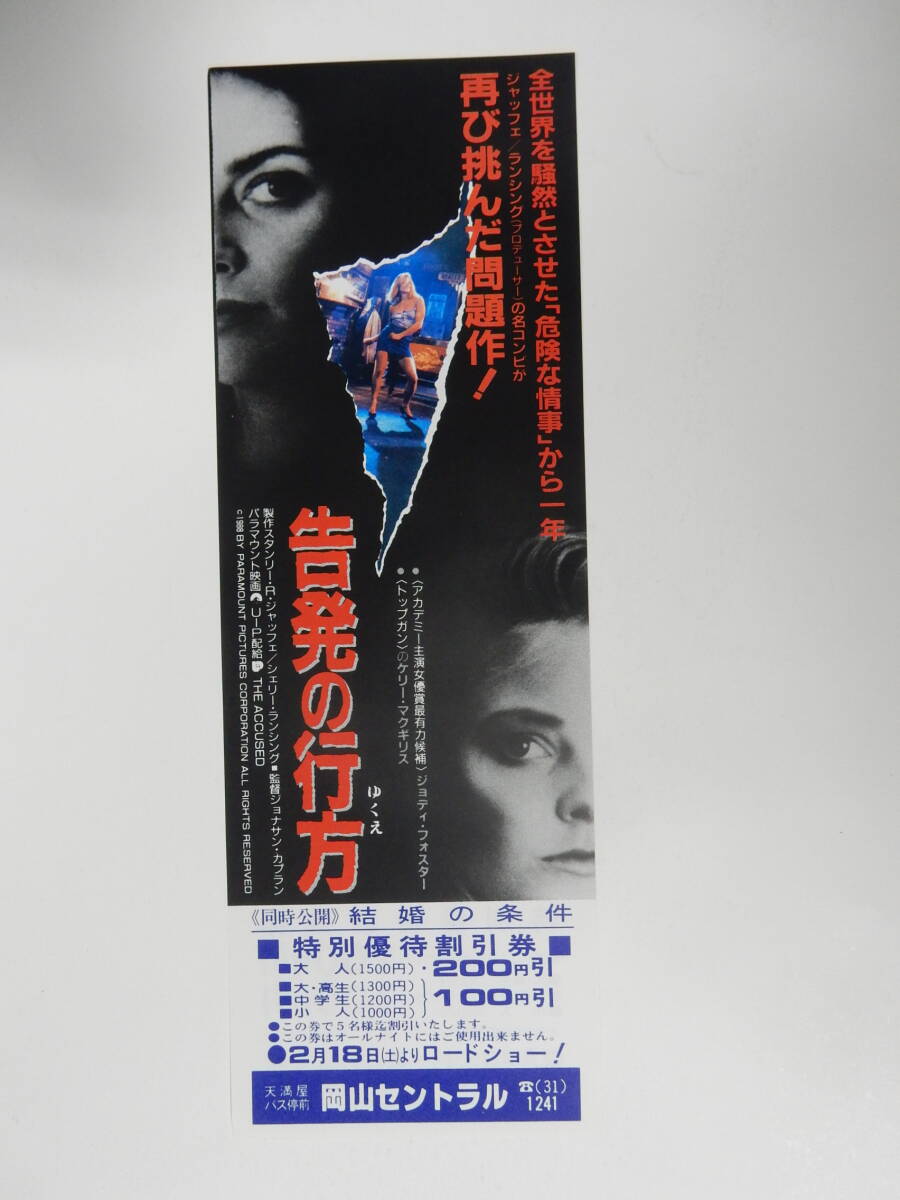 全世界を騒然とさせた「危険な情事」から一年
ジャッフェ/ランシング(プロデューサー)の名コンビが
再び挑んだ問題作!
●〈アカデミー主演女優賞最有力候補〉ジョディ・フォスター
●〈トップガン〉のケリー・マクギリス
告発の行方
ゆくえ
製作スタンリー・R・ジャッフェ/シェリー・ランシング■監督ジョナサン・カプラン
パラマウント映画 UIP配給 THE ACCUSED
c1988 BY PARAMOUNT PICTURES CORPORATION ALL RIGHTS RESERVED
《同時公開》結婚の条件
■特別優待割引券■
■大 人(1500円)・200円引
■大・高生(1300円)
■中学生(1200円)
■小 人(1000円)
100円引
●この券で5名様迄割引いたします。
●この券はオールナイトにはご使用出来ません。
●2月18日(土)よりロードショー!
天満屋
バス停前
岡山セントラル
☎(31)
1241